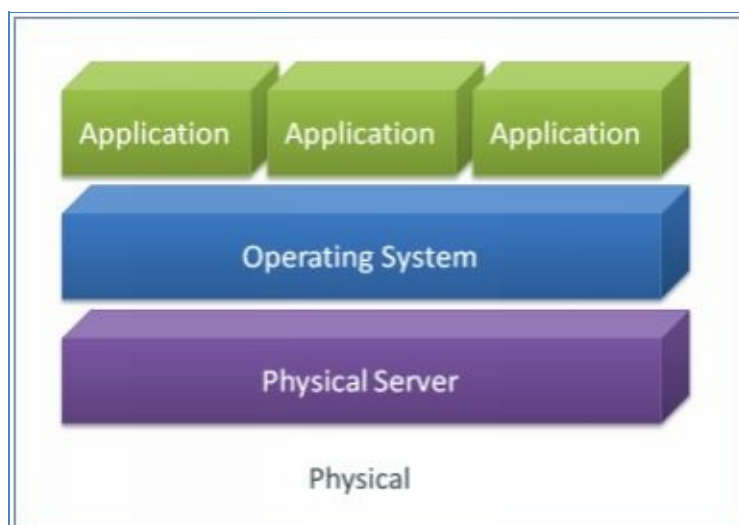 Application Application Application
Operating System
Physical Server
Physical